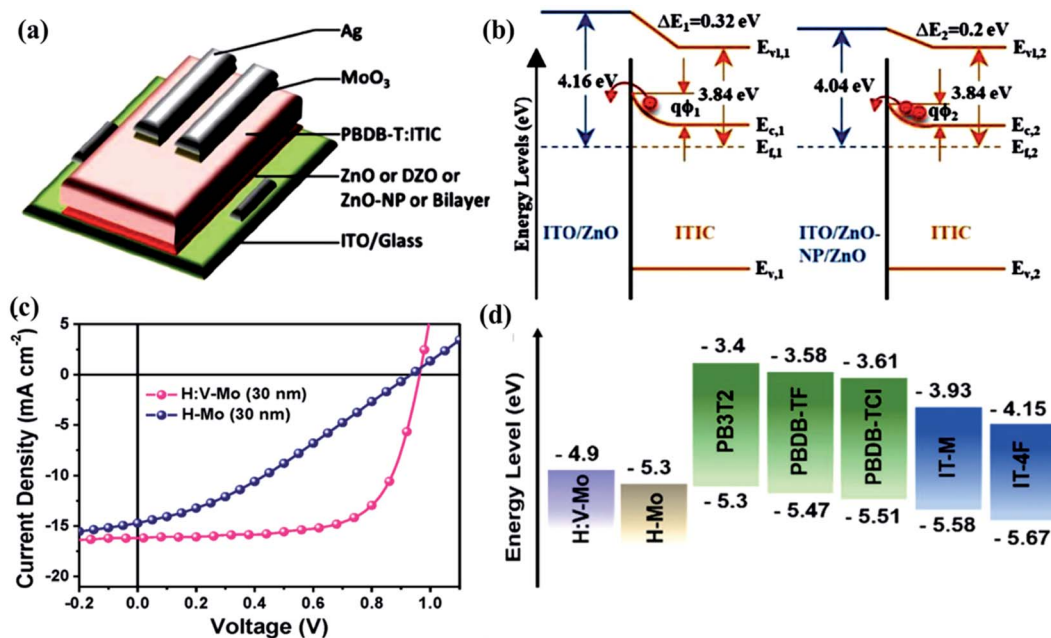 (a)
Ag
MoO3
PBDB-T:ITIC
ZnO or DZO or
ZnO-NP or Bilayer
ITO/Glass
(b)
Energy Levels (eV)
ΔE1=0.32 eV
Evl,1
4.16 eV
3.84 eV
qϕ1
Ec,1
Ef,1
ITO/ZnO
ITIC
Ev,1
ΔE2=0.2 eV
Evl,2
4.04 eV
3.84 eV
qϕ2
Ec,2
Ef,2
ITO/ZnO-
NP/ZnO
ITIC
Ev,2
(c)
Current Density (mA cm-2)
5
0
-5
-10
-15
-20
H:V-Mo (30 nm)
H-Mo (30 nm)
-0.2 0.0 0.2 0.4 0.6 0.8 1.0
Voltage (V)
(d)
Energy Level (eV)
- 4.9
H:V-Mo
- 5.3
H-Mo
- 3.4
PB3T2
- 5.3
- 3.58
PBDB-TF
- 5.47
- 3.61
PBDB-TCl
- 5.51
- 3.93
IT-M
- 5.58
- 4.15
IT-4F
- 5.67